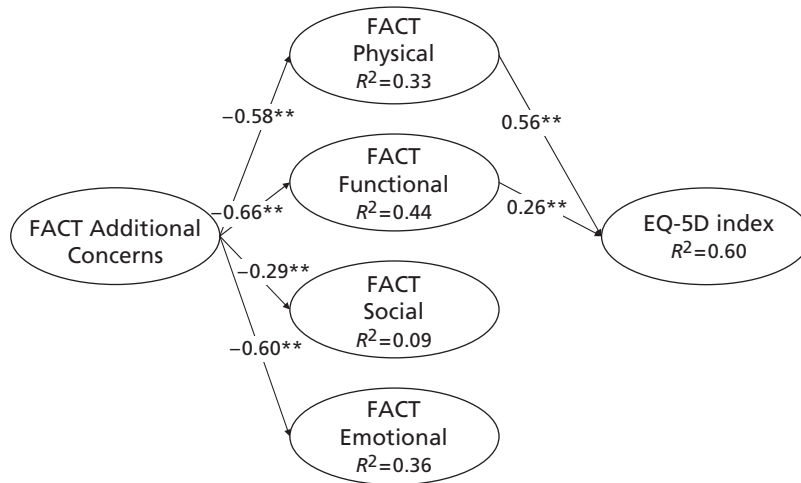 FACT
Physical
R²=0.33
−0.58**
0.56**
FACT
Functional
R²=0.44
−0.66**
0.26**
FACT Additional
Concerns
EQ-5D index
R²=0.60
−0.29**
FACT
Social
R²=0.09
−0.60**
FACT
Emotional
R²=0.36